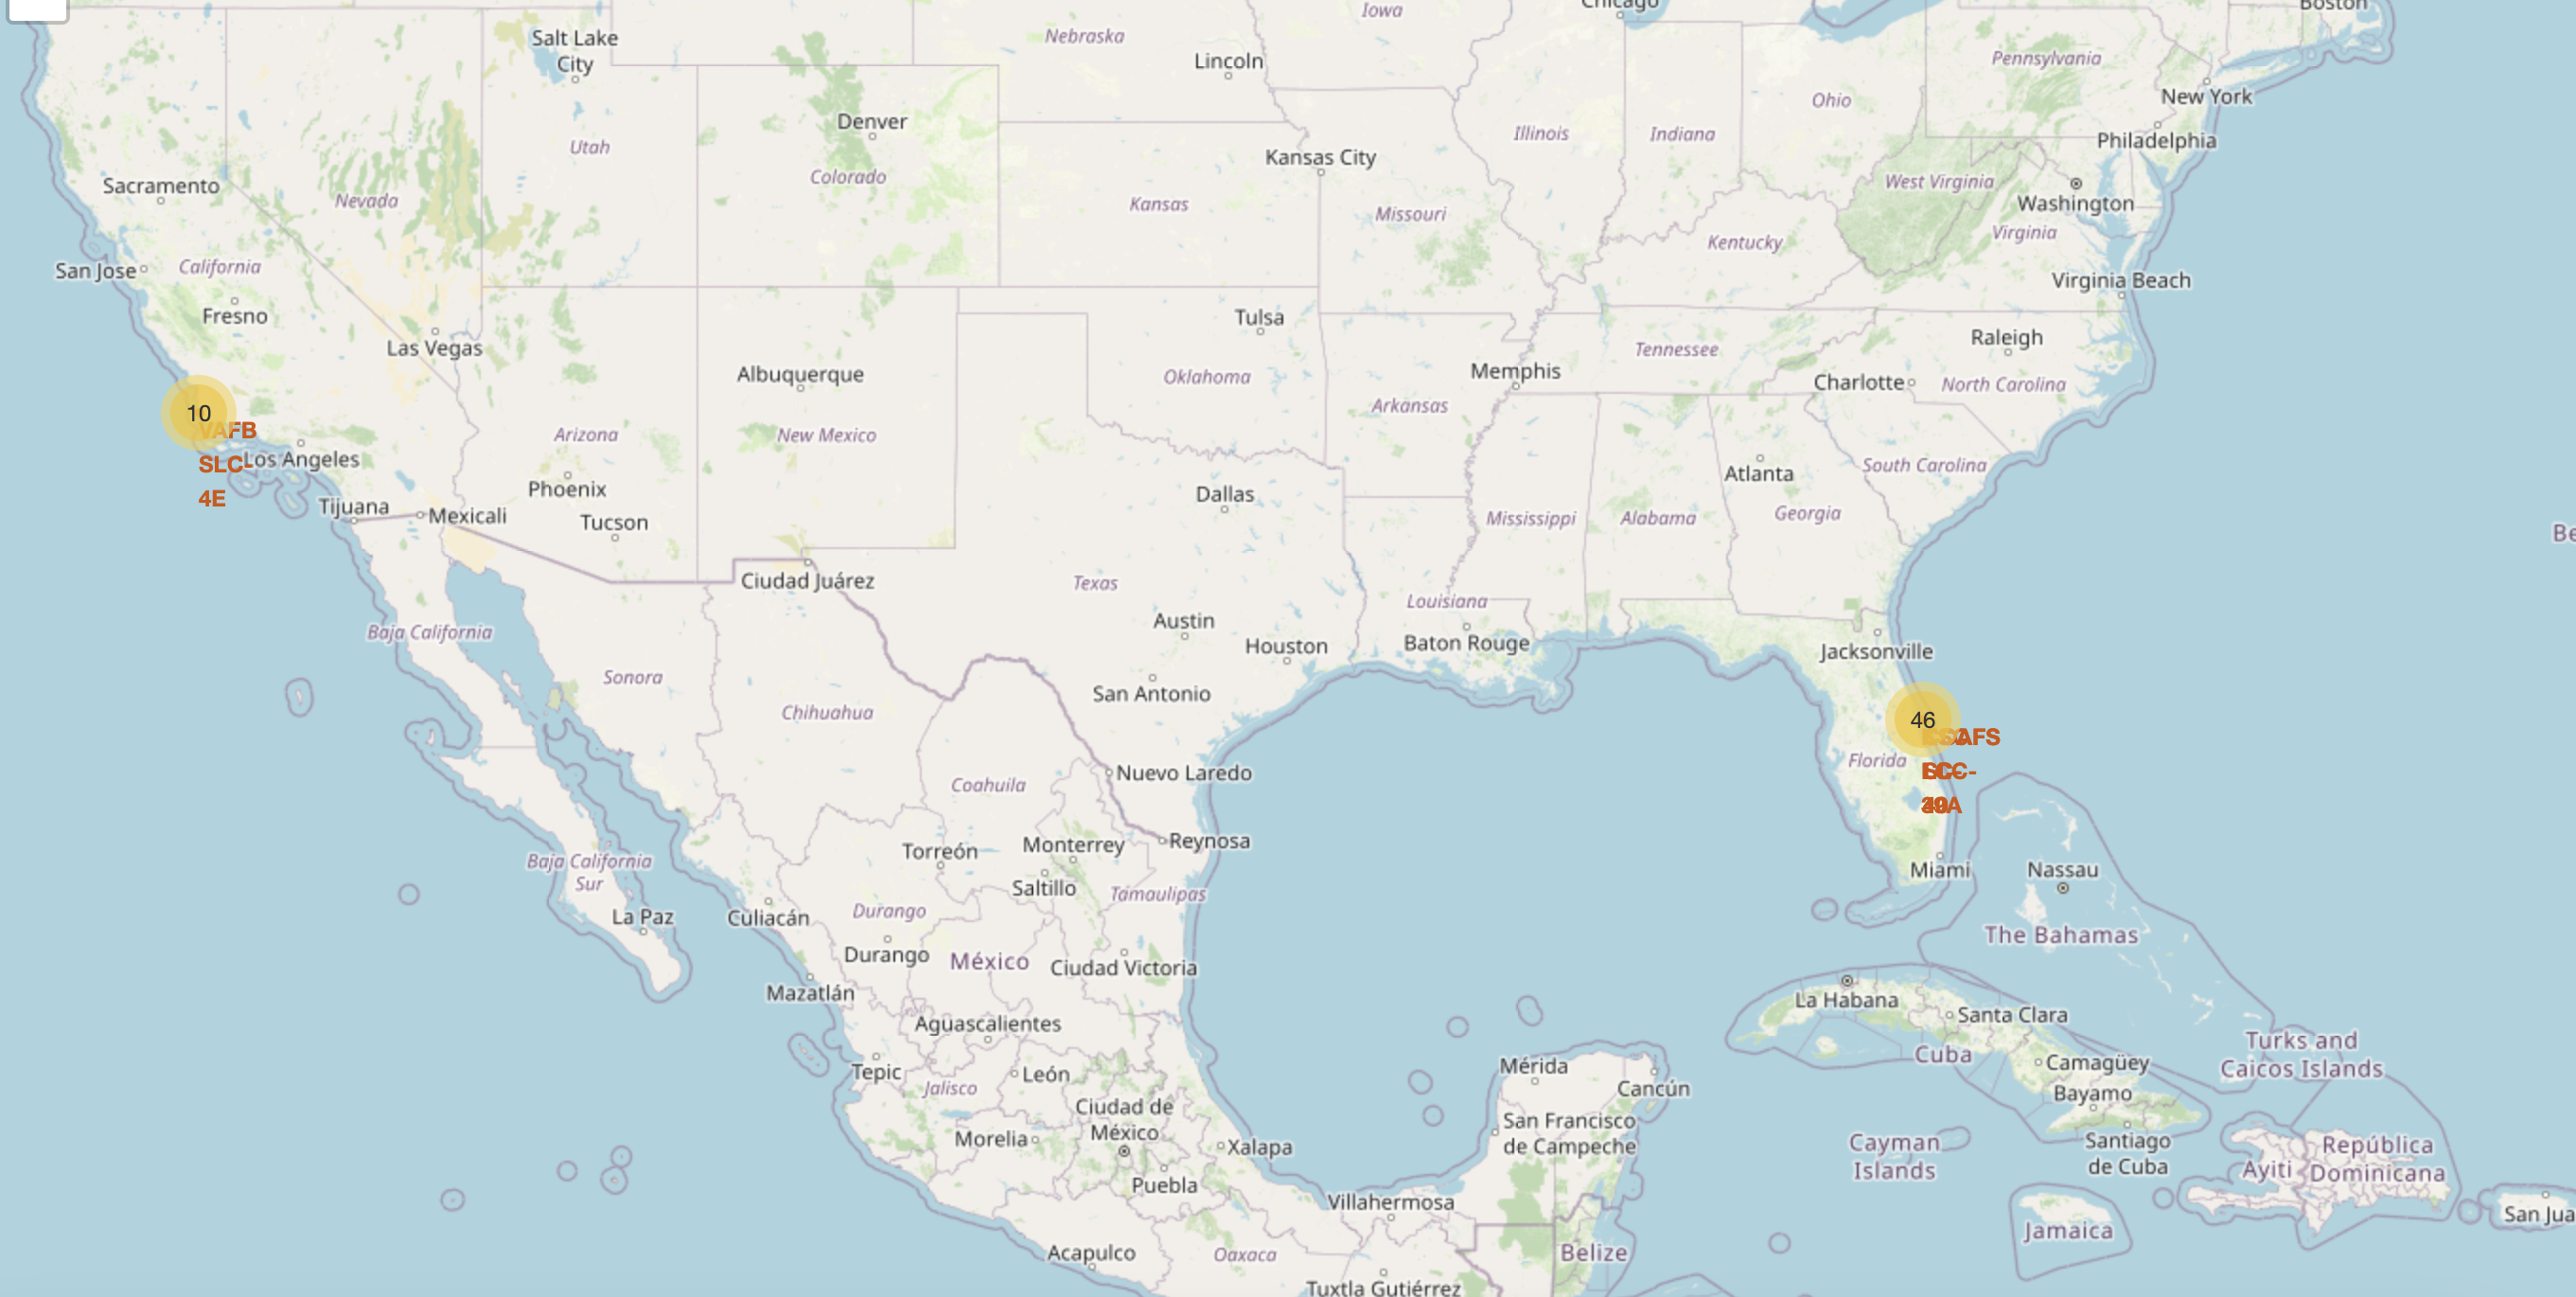 Chicago
Boston
Iowa
Nebraska
Salt Lake
City
Lincoln
Pennsylvania
New York
Ohio
Denver
Illinois
Indiana
Philadelphia
Utah
Kansas City
Colorado
Sacramento
Nevada
Kansas
Missouri
West Virginia
Washington
Virginia
Kentucky
San Jose
California
Virginia Beach
Fresno
Tulsa
Raleigh
Las Vegas
Tennessee
Albuquerque
Oklahoma
Memphis
Charlotte
North Carolina
Arkansas
10
VAFB
SLC-
4E
Los Angeles
Arizona
New Mexico
Atlanta
South Carolina
Phoenix
Dallas
Tijuana
Mexicali
Tucson
Mississippi
Alabama
Georgia
Ciudad Juárez
Texas
Louisiana
Austin
Baja California
Houston
Baton Rouge
Jacksonville
Sonora
San Antonio
Chihuahua
46
Florida
Nuevo Laredo
Coahuila
Reynosa
Torreón
Monterrey
Baja California
Sur
Saltillo
Tamaulipas
Miami
Nassau
La Paz
Culiacán
Durango
Durango
México
Ciudad Victoria
The Bahamas
Mazatlán
La Habana
Santa Clara
Aguascalientes
Turks and
Caicos Islands
Cuba
Camagüey
Tepic
León
Jalisco
Mérida
Cancún
Bayamo
Ciudad de
México
San Francisco
de Campeche
Morelia
Xalapa
Cayman
Islands
Santiago
de Cuba
Ayiti
República
Dominicana
Puebla
Villahermosa
Jamaica
Acapulco
Oaxaca
Belize
Tuxtla Gutiérrez